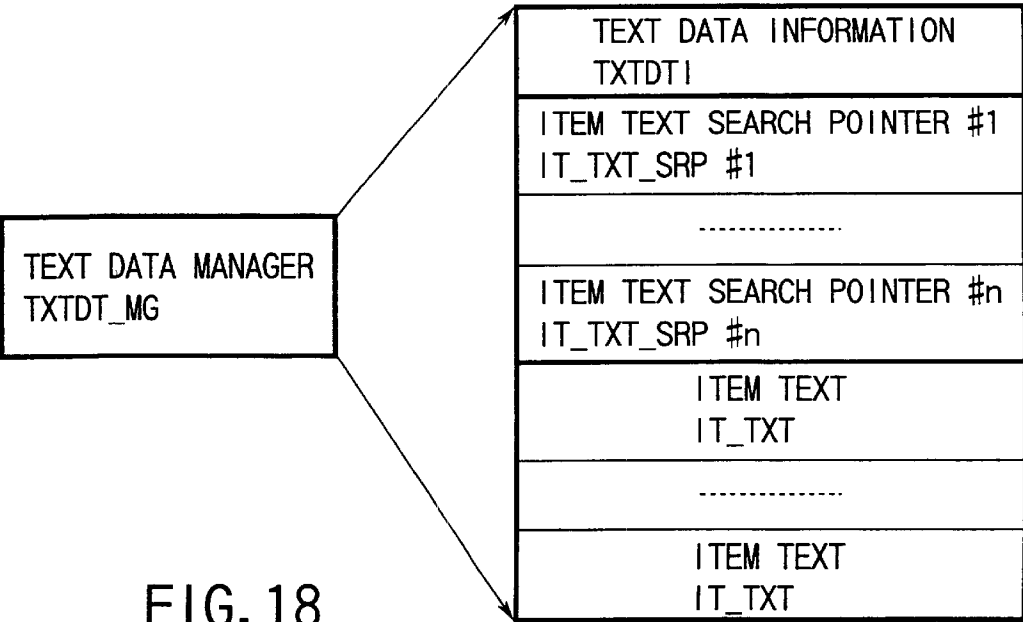 TEXT DATA MANAGER
TXTDT_MG
TEXT DATA INFORMATION
TXTDTI
ITEM TEXT SEARCH POINTER #1
IT_TXT_SRP #1
ITEM TEXT SEARCH POINTER #n
IT_TXT_SRP #n
ITEM TEXT
IT_TXT
ITEM TEXT
IT_TXT
FIG. 18